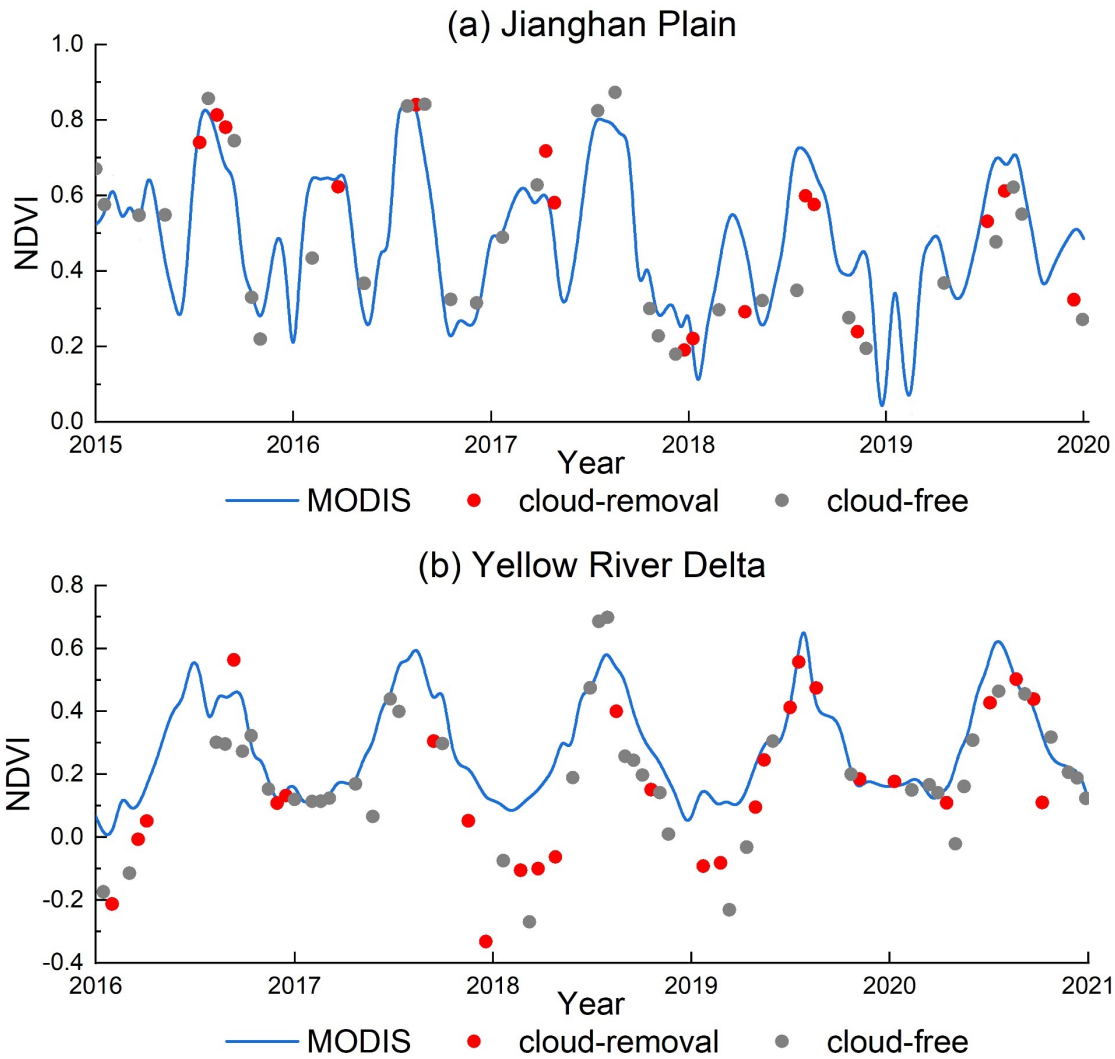 (a) Jianghan Plain
1.0
0.8
0.6
0.4
0.2
0.0
NDVI
2015 2016 2017 2018 2019 2020
Year
MODIS cloud-removal cloud-free
(b) Yellow River Delta
0.8
0.6
0.4
0.2
0.0
-0.2
-0.4
NDVI
2016 2017 2018 2019 2020 2021
Year
MODIS cloud-removal cloud-free